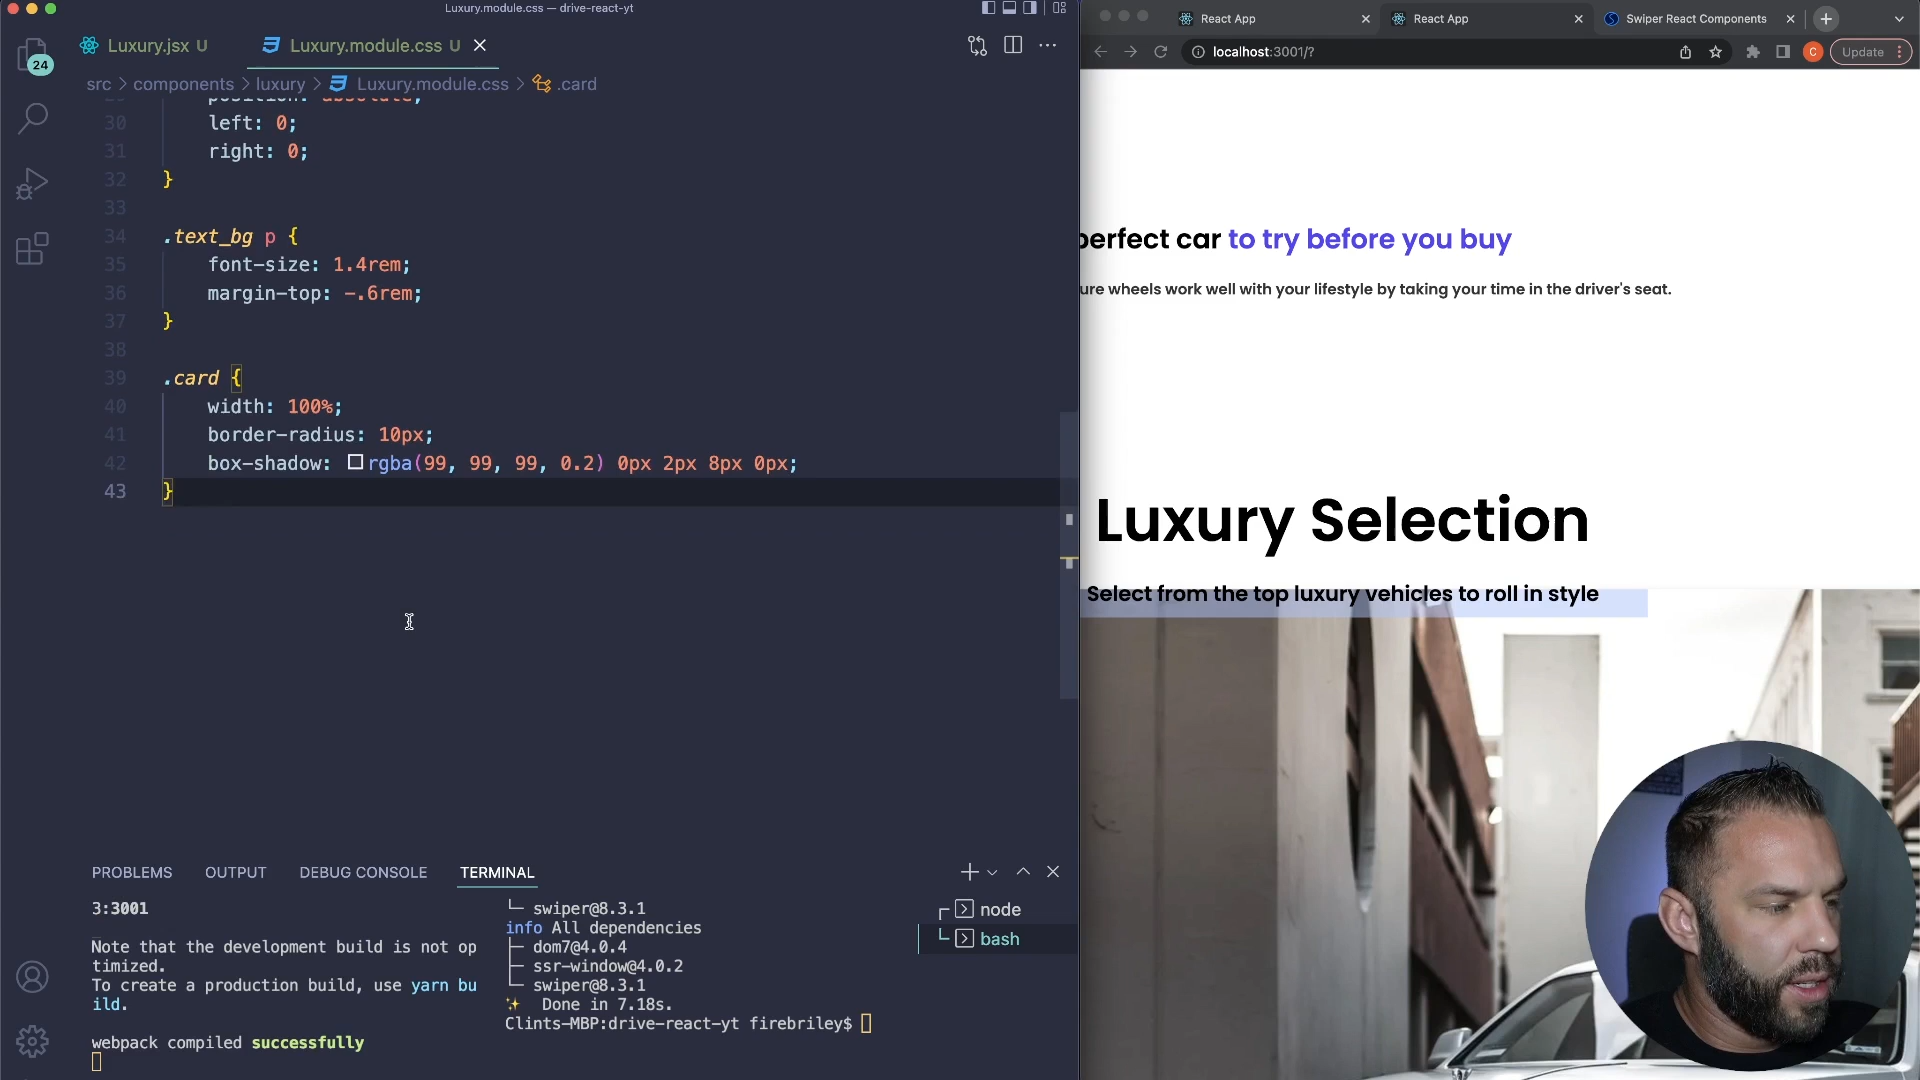 Luxury.module.css — drive-react-yt
Luxury.jsx U
Luxury.module.css U
src > components > luxury > Luxury.module.css > .card
24
position: absolute;
30 left: 0;
31 right: 0;
32 }
33
34 .text_bg p {
35 font-size: 1.4rem;
36 margin-top: -.6rem;
37 }
38
39 .card {
40 width: 100%;
41 border-radius: 10px;
42 box-shadow: rgba(99, 99, 99, 0.2) 0px 2px 8px 0px;
43 }
PROBLEMS OUTPUT DEBUG CONSOLE TERMINAL
3:3001
Note that the development build is not op
timized.
To create a production build, use yarn bu
ild.
webpack compiled successfully
└─ swiper@8.3.1
info All dependencies
├─ dom7@4.0.4
├─ ssr-window@4.0.2
└─ swiper@8.3.1
✨ Done in 7.18s.
Clints-MBP:drive-react-yt firebriley$
node
bash
React App
React App
Swiper React Components
localhost:3001/?
C
Update
perfect car to try before you buy
ure wheels work well with your lifestyle by taking your time in the driver's seat.
Luxury Selection
Select from the top luxury vehicles to roll in style